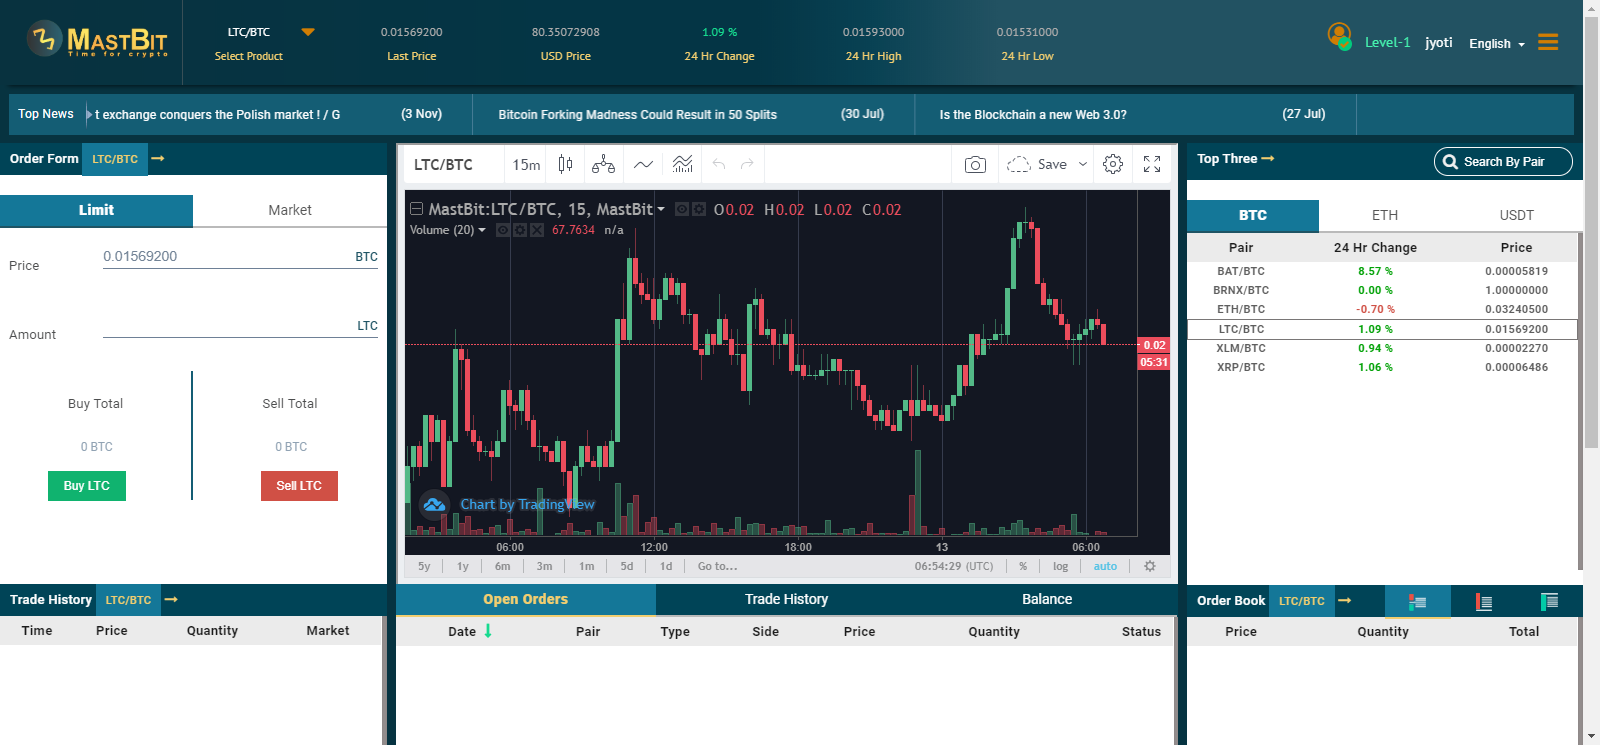 MASTBIT
Time for crypto
LTC/BTC
Select Product
0.01569200
Last Price
80.35072908
USD Price
1.09 %
24 Hr Change
0.01593000
24 Hr High
0.01531000
24 Hr Low
Level-1
jyoti
English
Top News
t exchange conquers the Polish market ! / G
(3 Nov)
Bitcoin Forking Madness Could Result in 50 Splits
(30 Jul)
Is the Blockchain a new Web 3.0?
(27 Jul)
Order Form LTC/BTC
Limit
Market
Price
0.01569200
BTC
Amount
LTC
Buy Total
Sell Total
0 BTC
0 BTC
Buy LTC
Sell LTC
LTC/BTC
15m
Save
MastBit:LTC/BTC, 15, MastBit
O0.02 H0.02 L0.02 C0.02
Volume (20)
67.7634 n/a
0.02
05:31
Chart by TradingView
06:00
12:00
18:00
13
06:00
5y
1y
6m
3m
1m
5d
1d
Go to...
06:54:29 (UTC)
%
log
auto
Top Three
Search By Pair
BTC
ETH
USDT
Pair 24 Hr Change Price
BAT/BTC 8.57 % 0.00005819
BRNX/BTC 0.00 % 1.00000000
ETH/BTC -0.70 % 0.03240500
LTC/BTC 1.09 % 0.01569200
XLM/BTC 0.94 % 0.00002270
XRP/BTC 1.06 % 0.00006486
Trade History LTC/BTC
Time Price Quantity Market
Open Orders
Trade History
Balance
Date Pair Type Side Price Quantity Status
Order Book LTC/BTC
Price Quantity Total